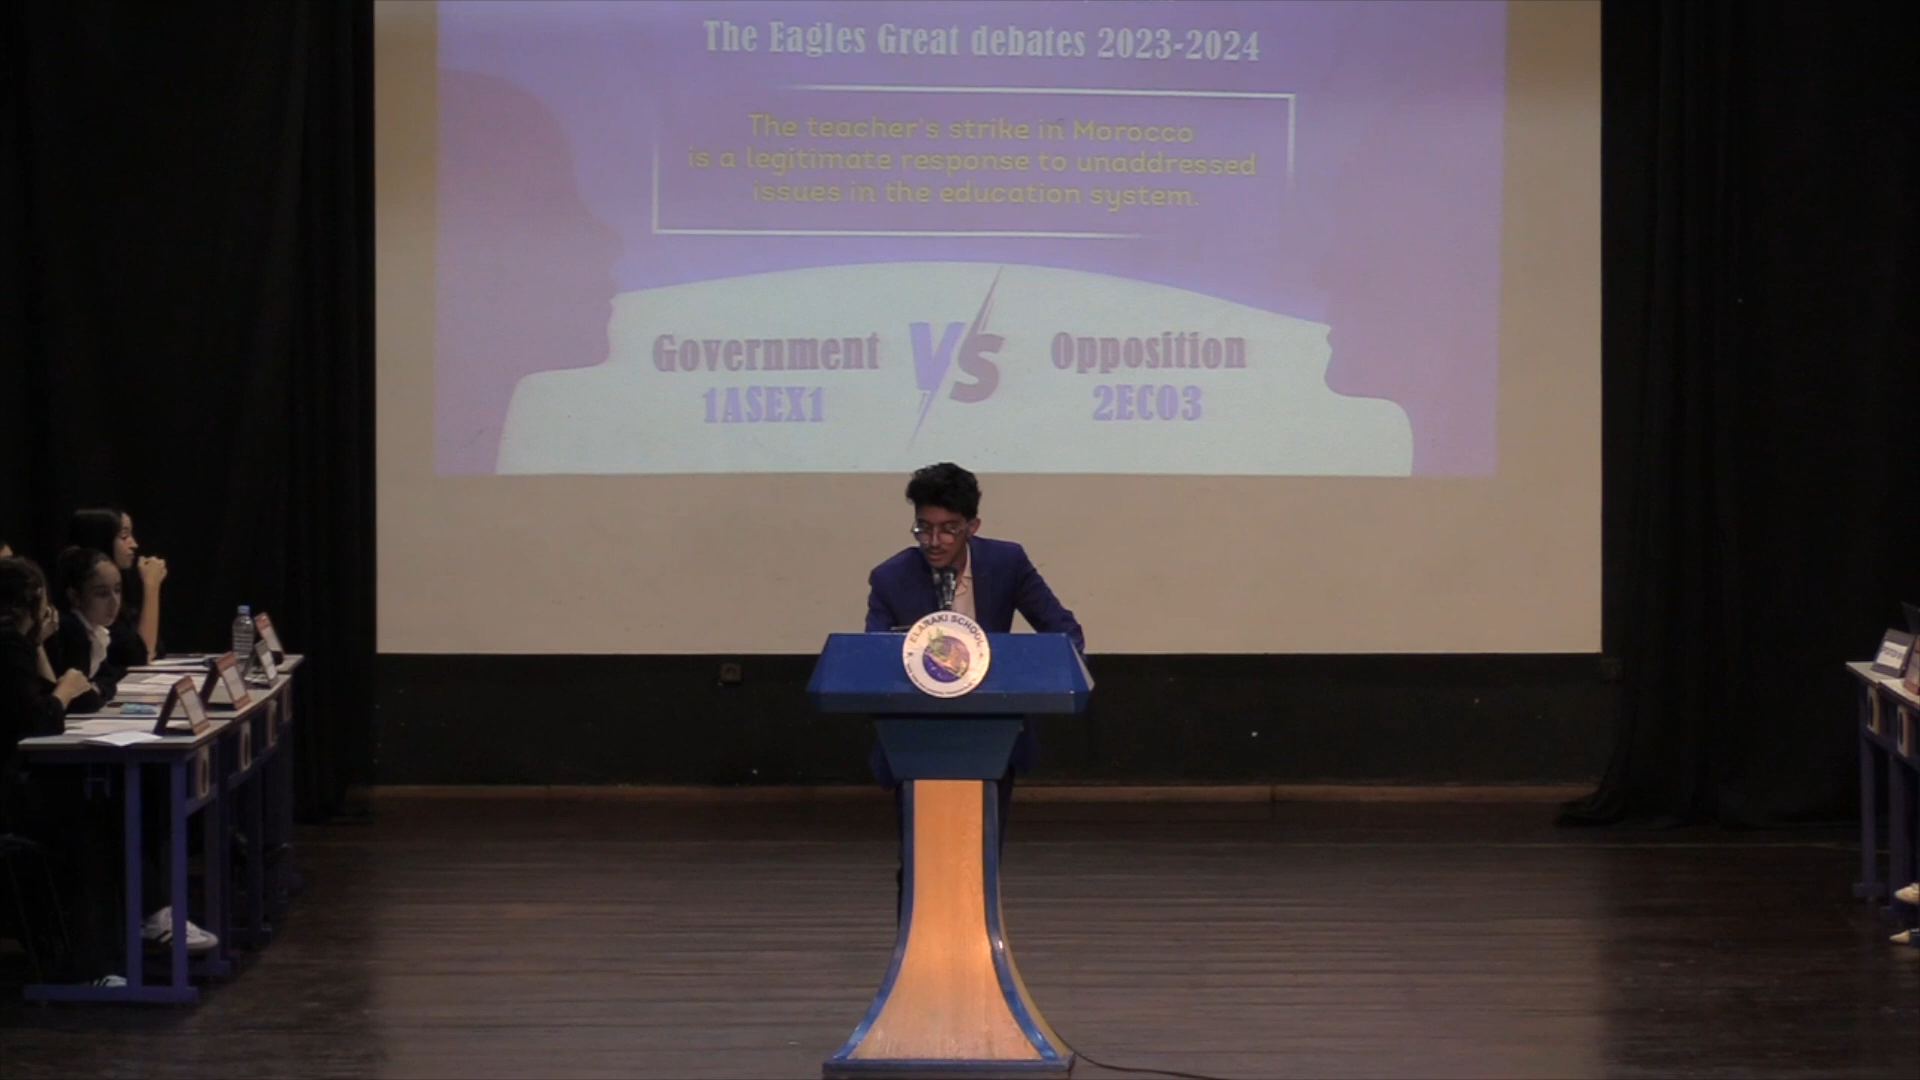 The Eagles Great debates 2023-2024
The teacher's strike in Morocco
is a legitimate response to unaddressed
issues in the education system.
Government
VS
Opposition
1ASEX1
2ECO3
ELARAKI SCHOOL